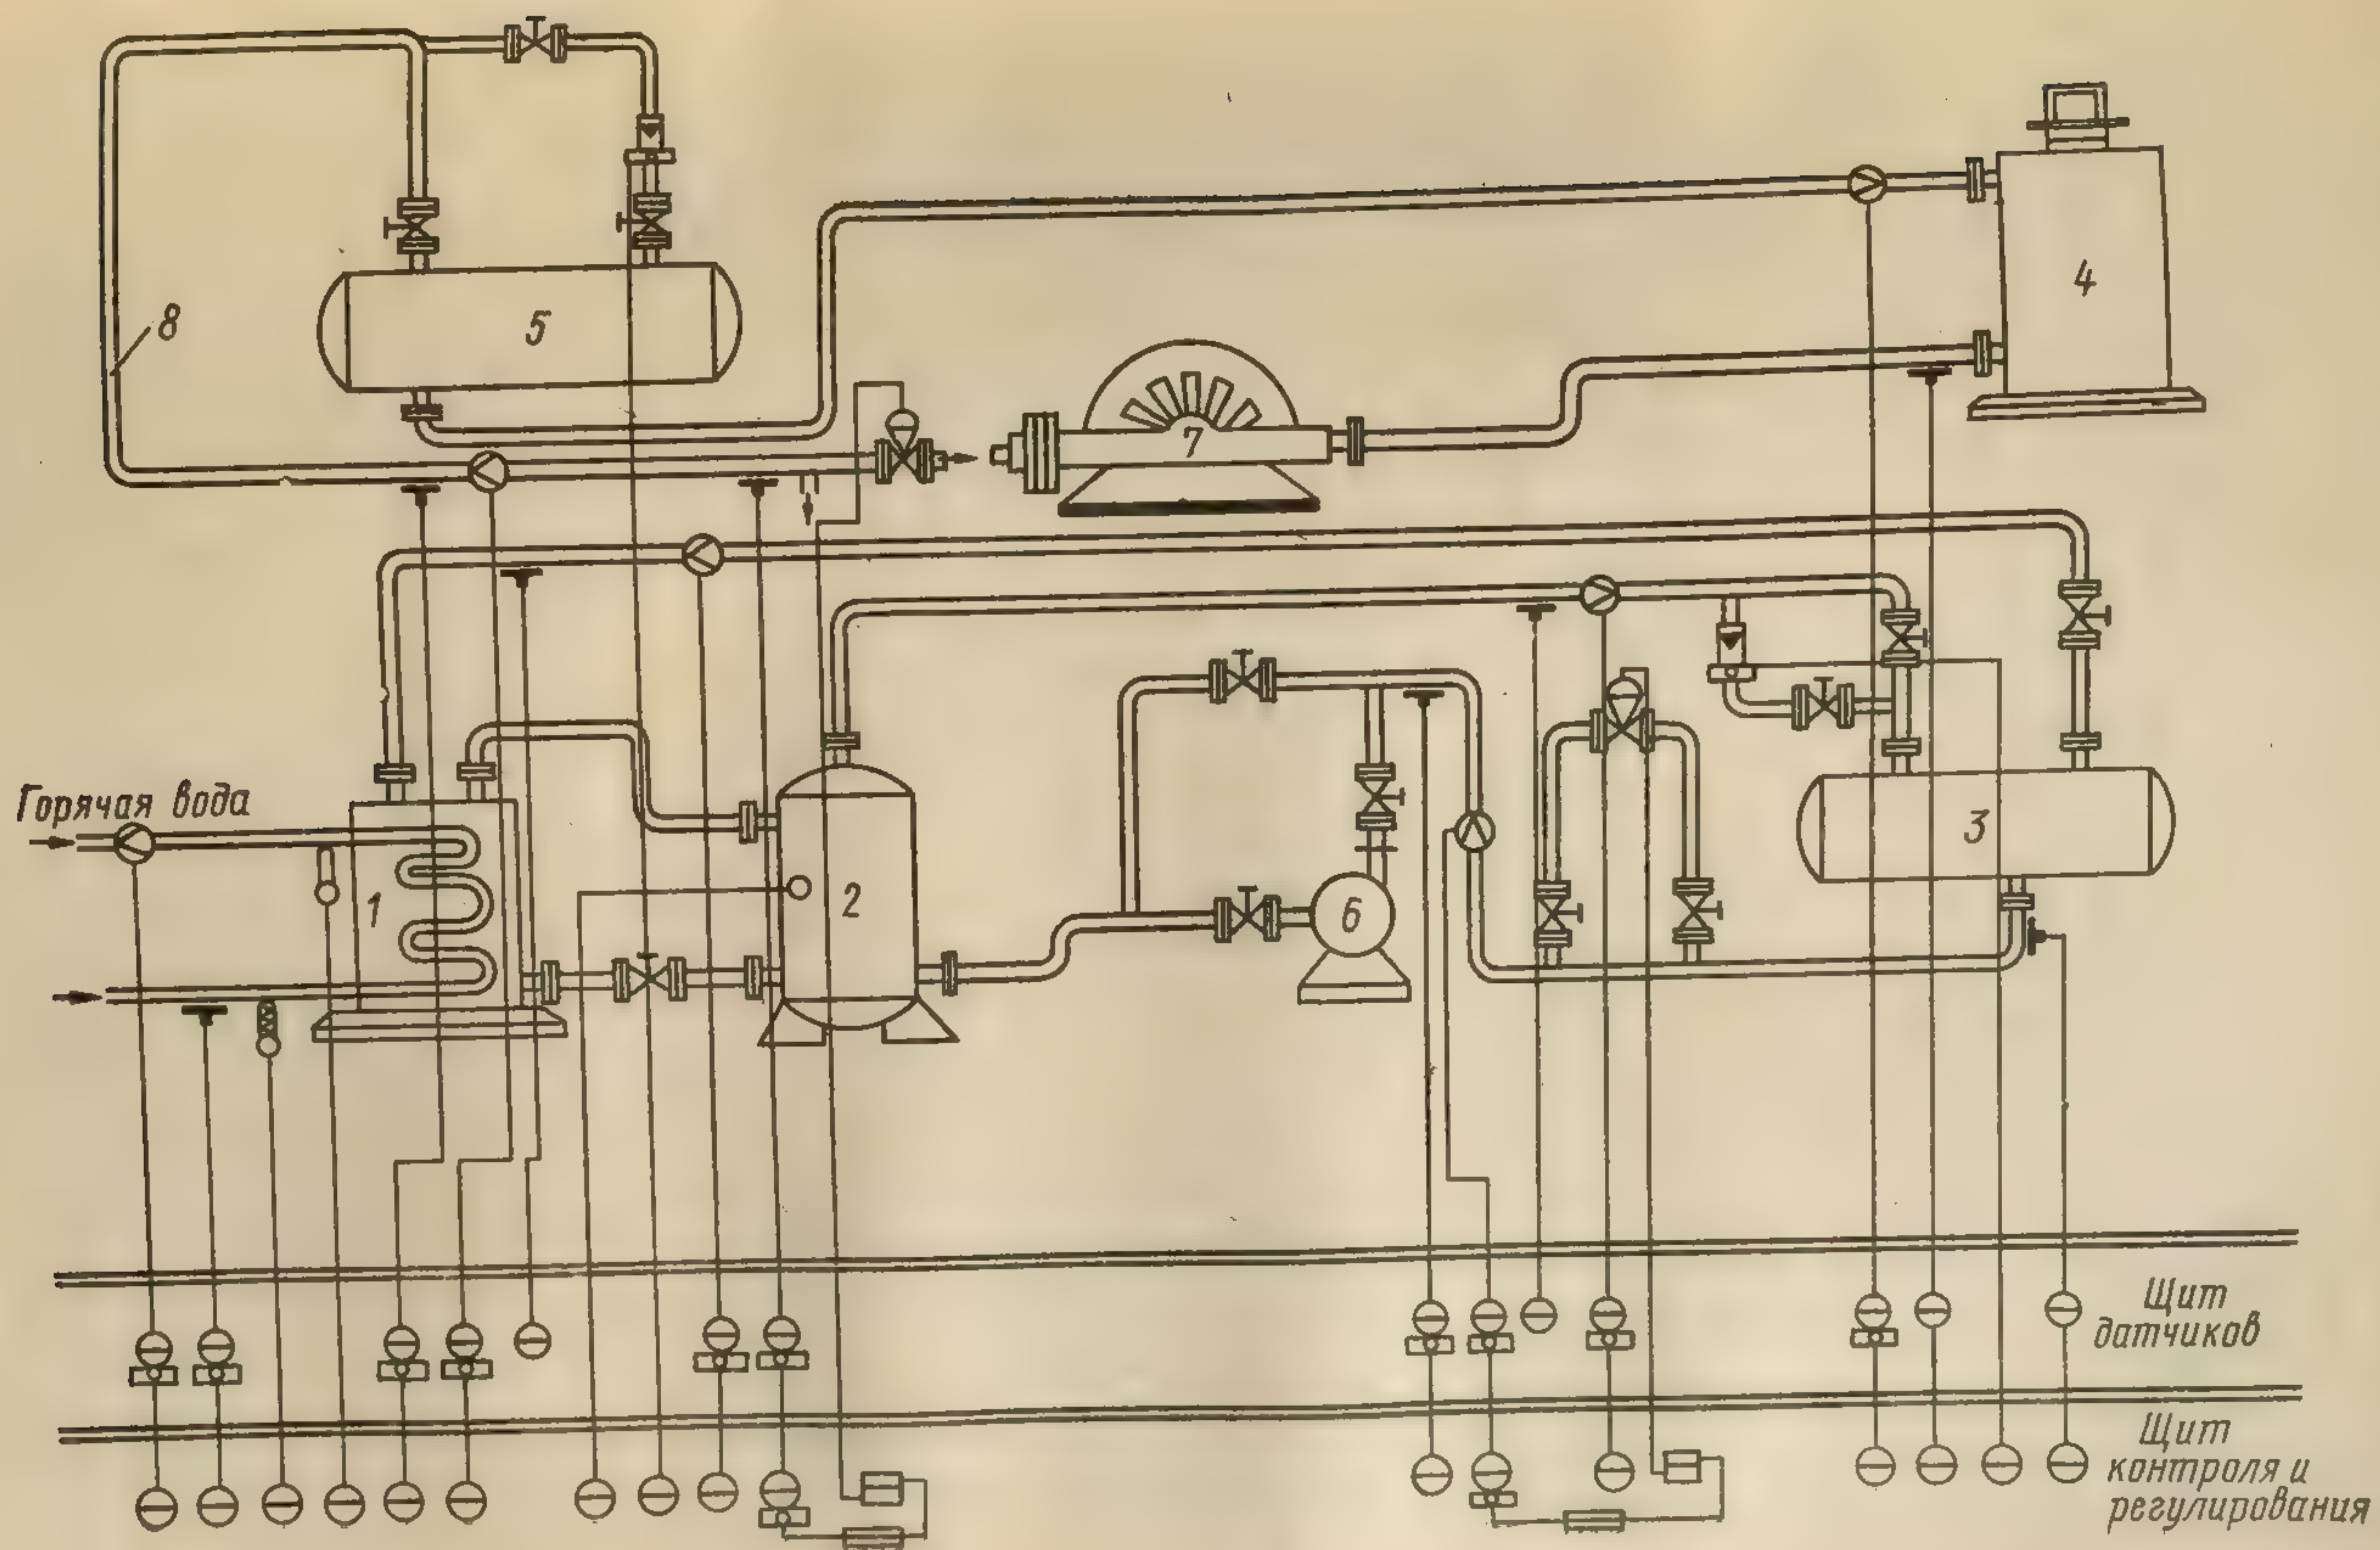 8
5
4
7
Горячая вода
1
2
6
3
Щит
датчиков
Щит
контроля и
регулирования